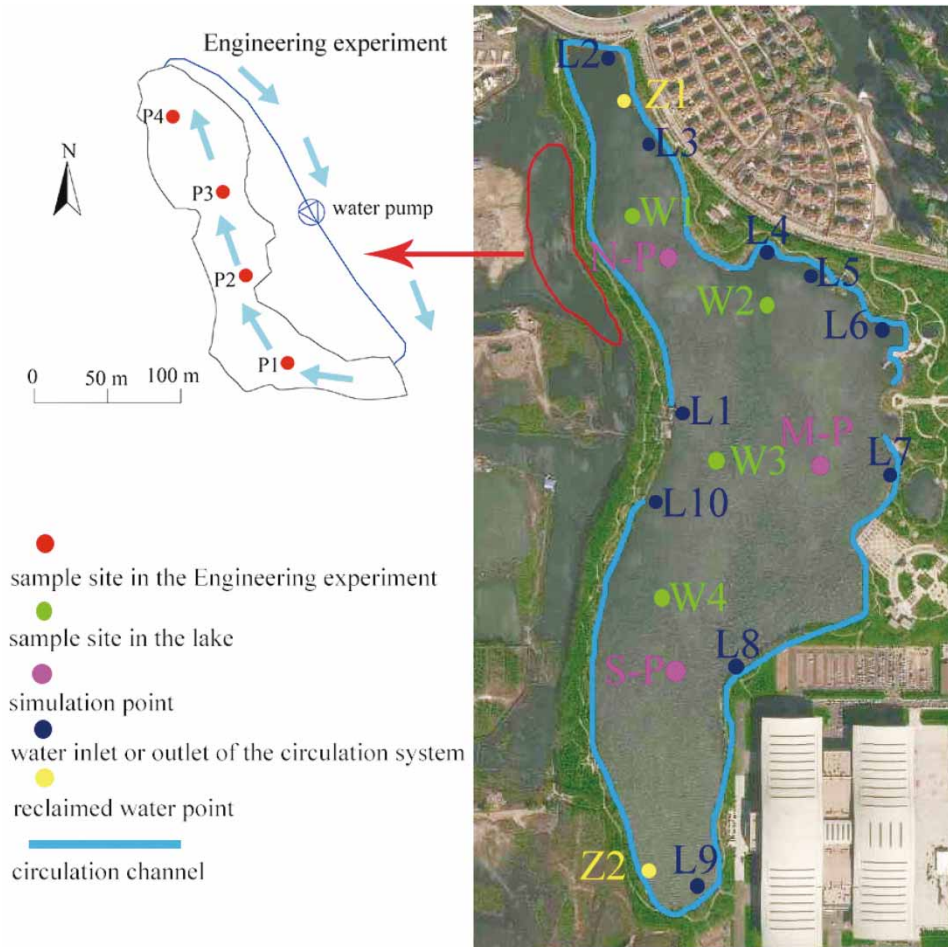 Engineering experiment
P4
N
P3
water pump
P2
P1
0 50 m 100 m
sample site in the Engineering experiment
sample site in the lake
simulation point
water inlet or outlet of the circulation system
reclaimed water point
circulation channel
L2
Z1
L3
W1
N-P
L4
L5
W2
L6
L1
M-P
W3
L7
L10
W4
L8
S-P
Z2
L9